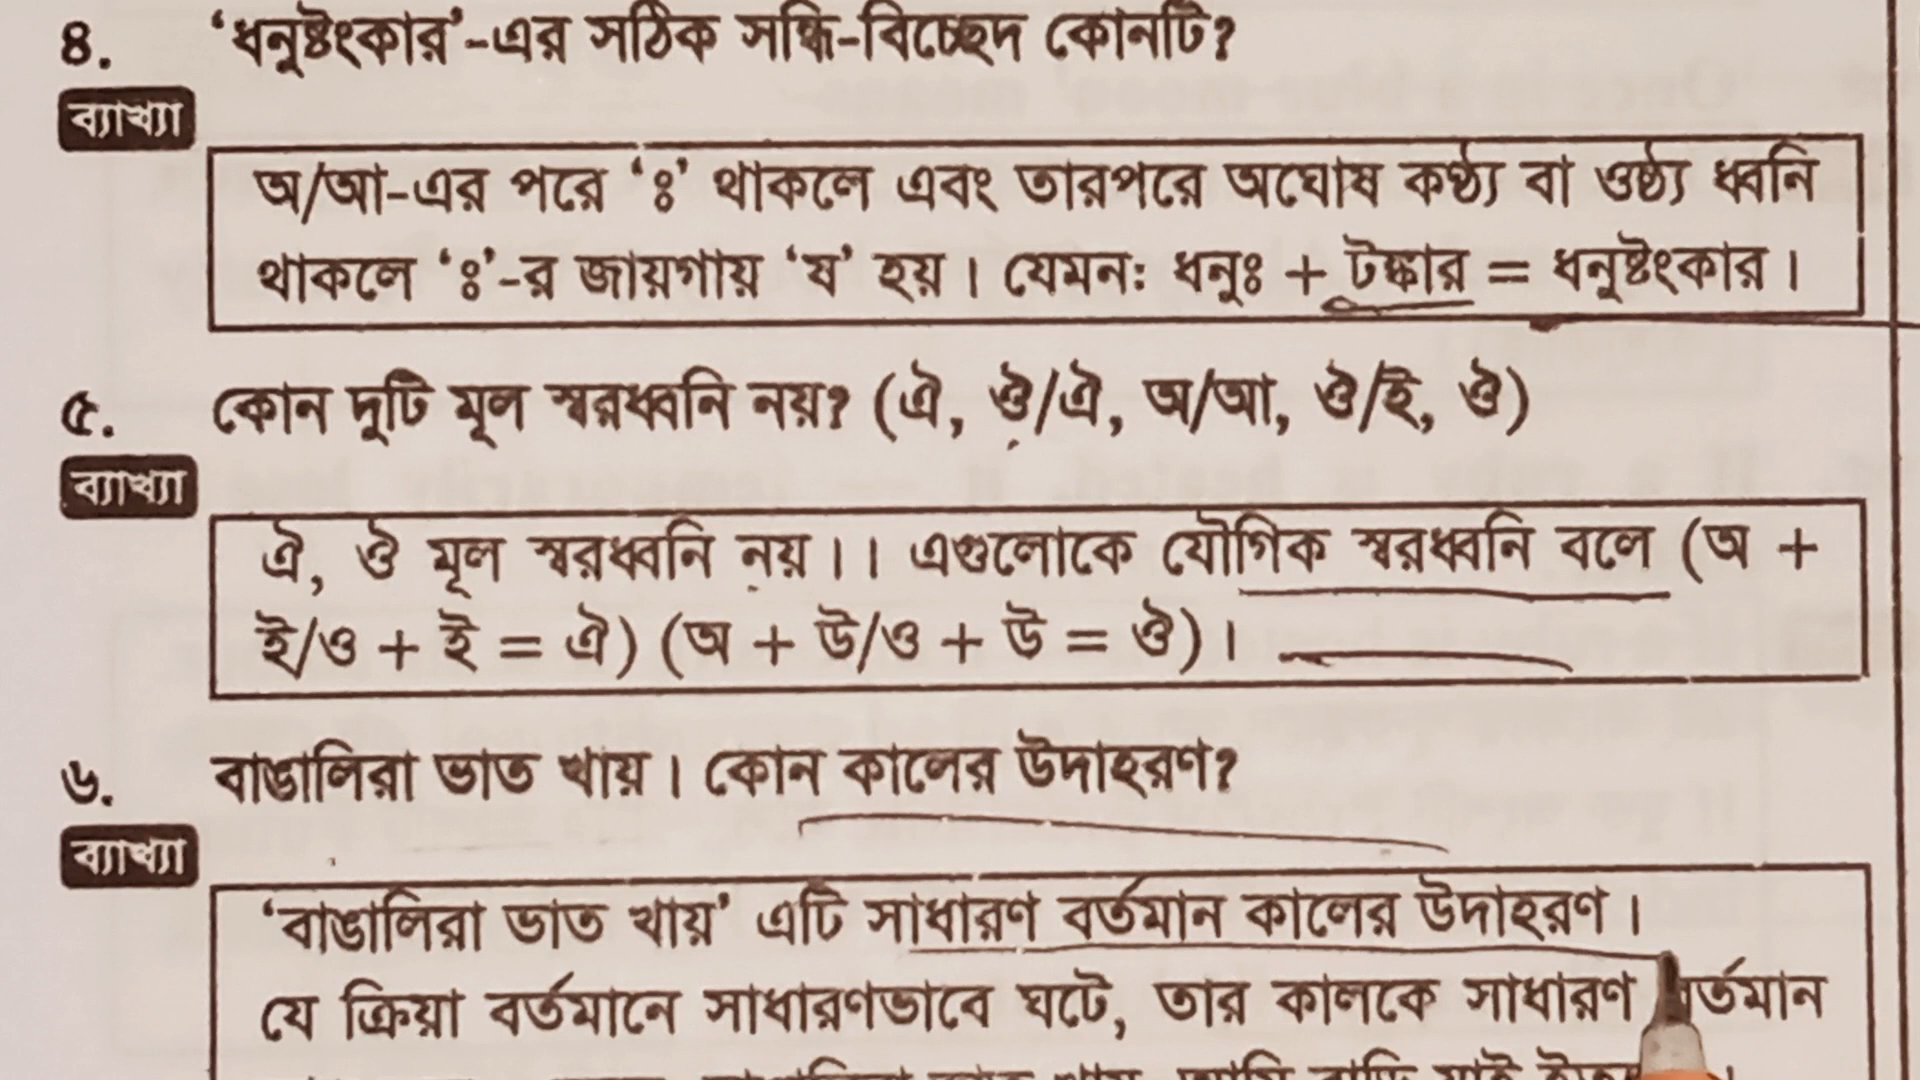 ৪. ‘ধনুষ্টংকার’-এর সঠিক সন্ধি-বিচ্ছেদ কোনটি?
ব্যাখ্যা
অ/আ-এর পরে ‘ঃ’ থাকলে এবং তারপরে অঘোষ কণ্ঠ্য বা ওষ্ঠ্য ধ্বনি
থাকলে ‘ঃ’-র জায়গায় ‘ষ’ হয়। যেমন: ধনুঃ + টঙ্কার = ধনুষ্টংকার।
৫. কোন দুটি মূল স্বরধ্বনি নয়? (ঐ, ঔ/ঐ, অ/আ, ঔ/ই, ঔ)
ব্যাখ্যা
ঐ, ঔ মূল স্বরধ্বনি নয়।। এগুলোকে যৌগিক স্বরধ্বনি বলে (অ +
ই/ও + ই = ঐ) (অ + উ/ও + উ = ঔ)।
৬. বাঙালিরা ভাত খায়। কোন কালের উদাহরণ?
ব্যাখ্যা
‘বাঙালিরা ভাত খায়’ এটি সাধারণ বর্তমান কালের উদাহরণ।
যে ক্রিয়া বর্তমানে সাধারণভাবে ঘটে, তার কালকে সাধারণ বর্তমান